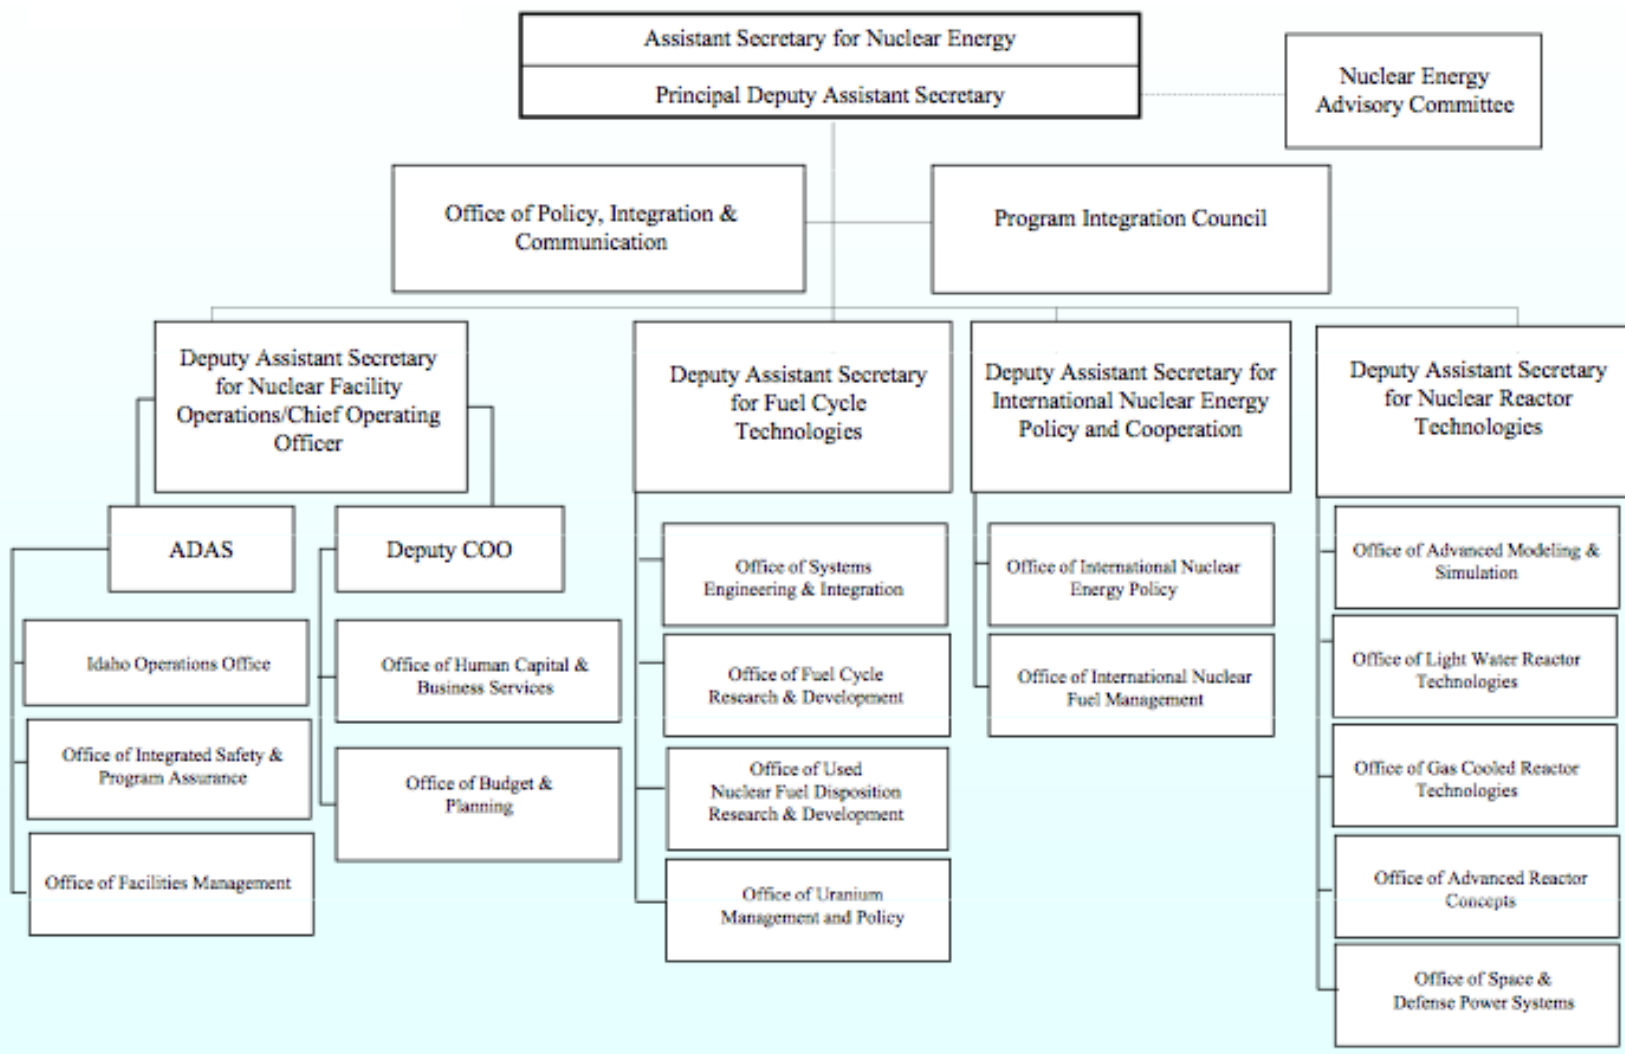 Assistant Secretary for Nuclear Energy
Principal Deputy Assistant Secretary
Nuclear Energy
Advisory Committee
Office of Policy, Integration &
Communication
Program Integration Council
Deputy Assistant Secretary
for Nuclear Facility
Operations/Chief Operating
Officer
Deputy Assistant Secretary
for Fuel Cycle
Technologies
Deputy Assistant Secretary for
International Nuclear Energy
Policy and Cooperation
Deputy Assistant Secretary
for Nuclear Reactor
Technologies
ADAS
Idaho Operations Office
Office of Integrated Safety &
Program Assurance
Office of Facilities Management
Deputy COO
Office of Human Capital &
Business Services
Office of Budget &
Planning
Office of Systems
Engineering & Integration
Office of Fuel Cycle
Research & Development
Office of Used
Nuclear Fuel Disposition
Research & Development
Office of Uranium
Management and Policy
Office of International Nuclear
Energy Policy
Office of International Nuclear
Fuel Management
Office of Advanced Modeling &
Simulation
Office of Light Water Reactor
Technologies
Office of Gas Cooled Reactor
Technologies
Office of Advanced Reactor
Concepts
Office of Space &
Defense Power Systems